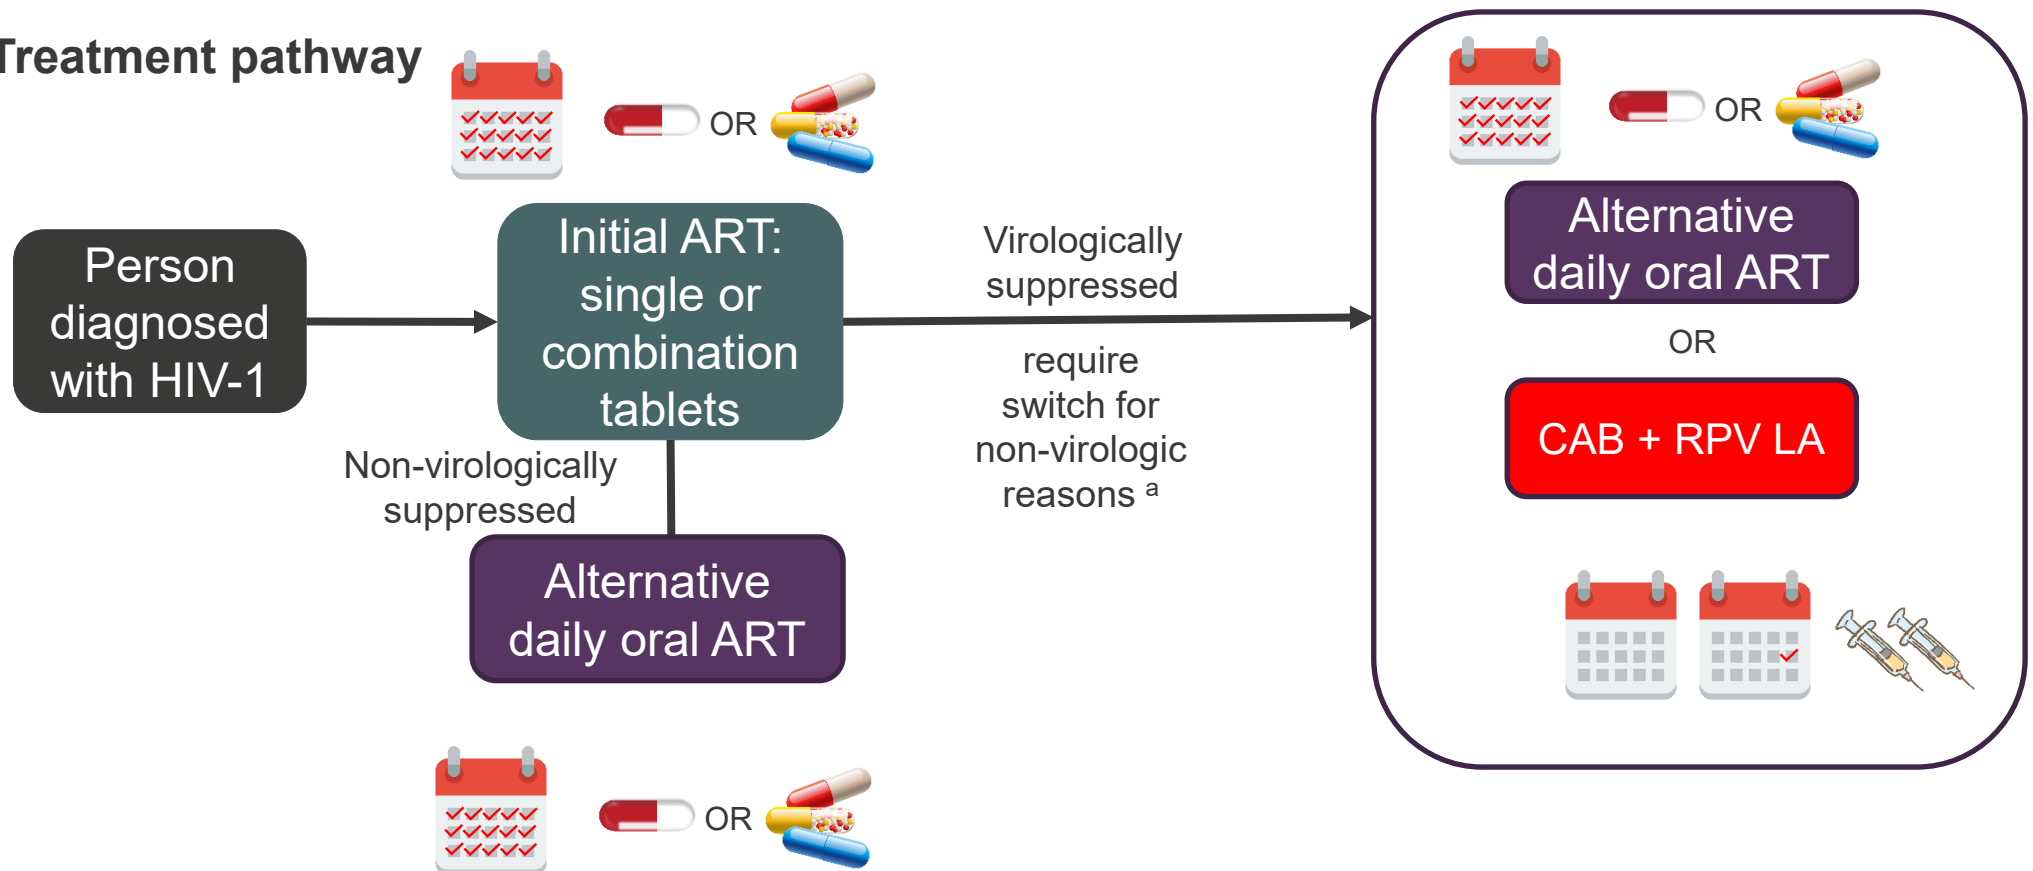 Treatment pathway
OR
Person
diagnosed
with HIV-1
Initial ART:
single or
combination
tablets
Non-virologically
suppressed
Alternative
daily oral ART
OR
Virologically
suppressed
require
switch for
non-virologic
reasons a
OR
Alternative
daily oral ART
OR
CAB + RPV LA